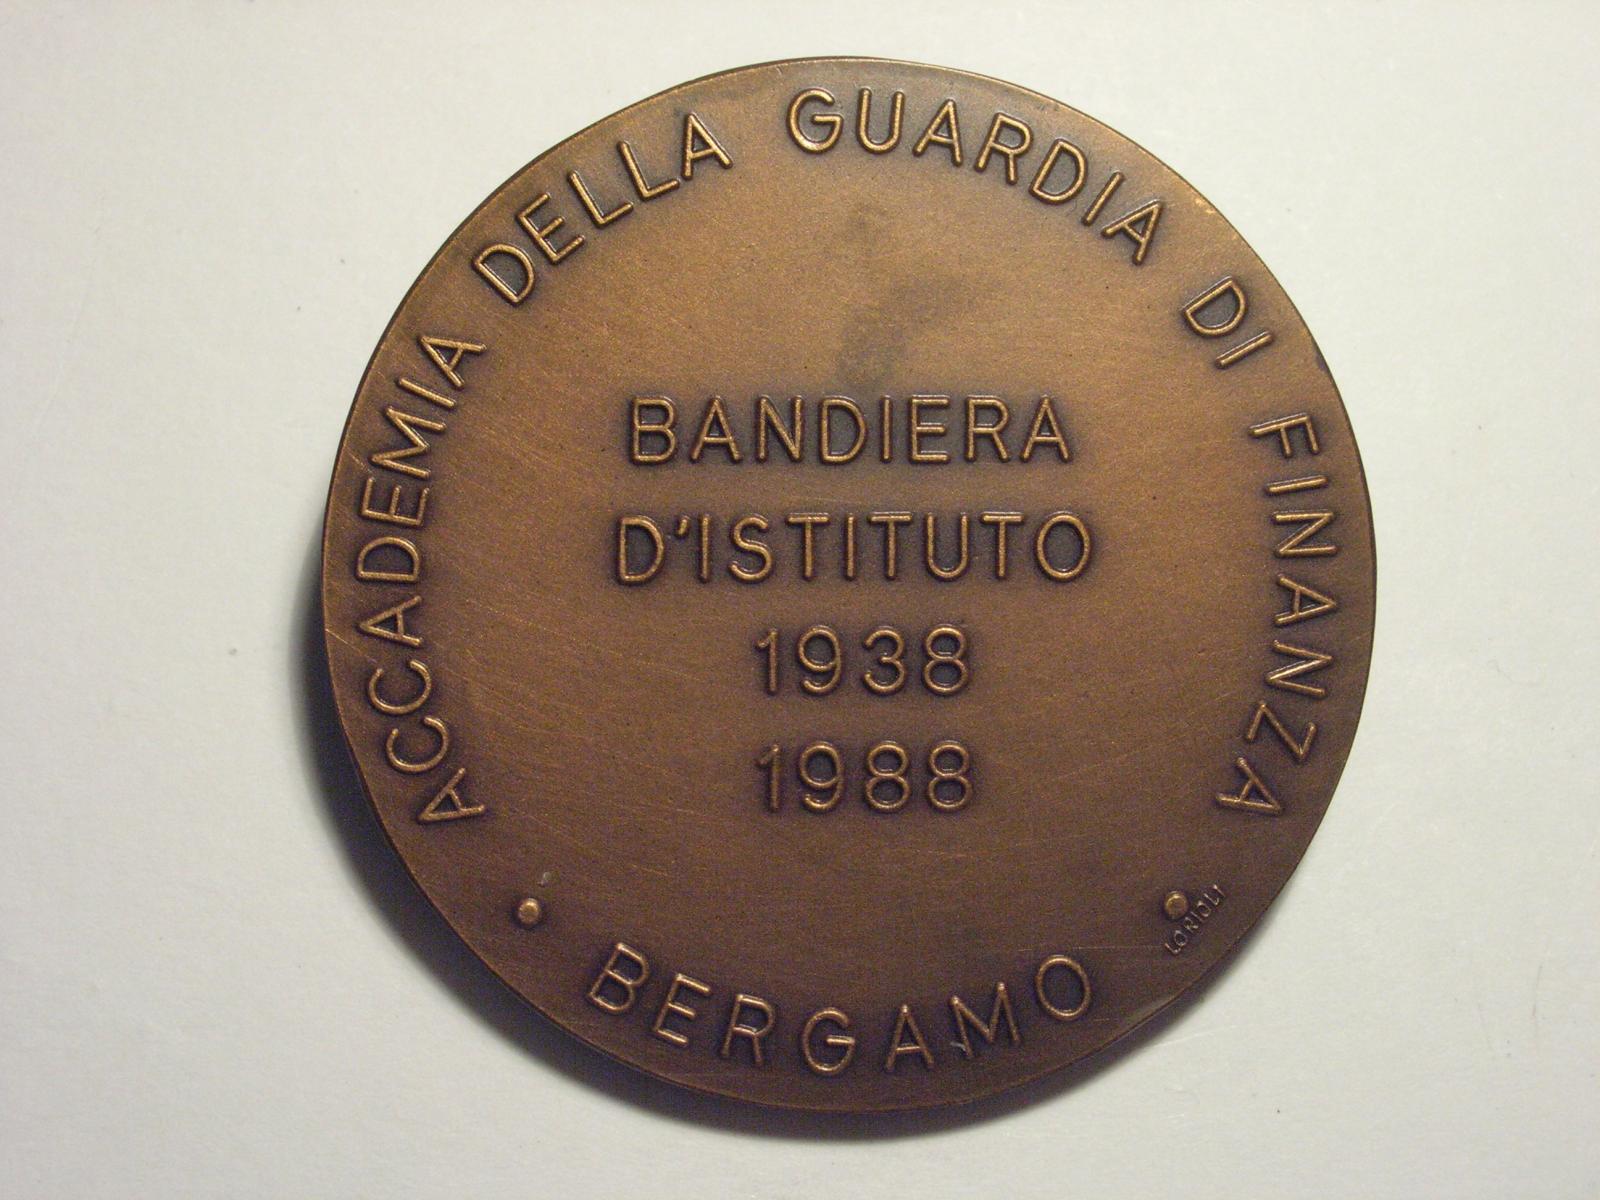 ACCADEMIA DELLA GUARDIA DI FINANZA
BANDIERA
D'ISTITUTO
1938
1988
LORIOLI
BERGAMO